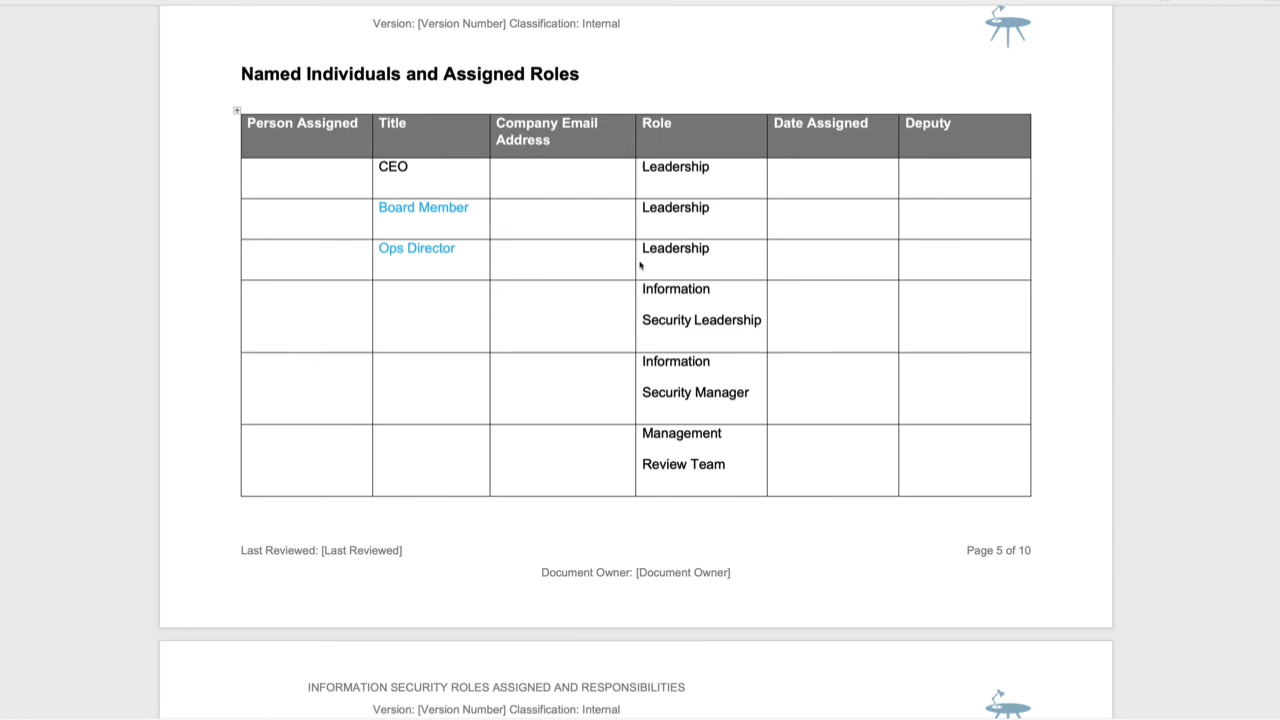 Version: [Version Number] Classification: Internal
Named Individuals and Assigned Roles
Person Assigned Title Company Email Address Role Date Assigned Deputy
CEO Leadership
Board Member Leadership
Ops Director Leadership
Information
Security Leadership
Information
Security Manager
Management
Review Team
Last Reviewed: [Last Reviewed] Page 5 of 10
Document Owner: [Document Owner]
INFORMATION SECURITY ROLES ASSIGNED AND RESPONSIBILITIES
Version: [Version Number] Classification: Internal